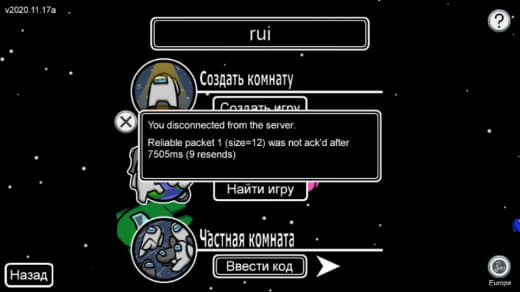 v2020.11.17a
?
rui
Создать комнату
Создать игру
You disconnected from the server.
Reliable packet 1 (size=12) was not ack'd after
7505ms (9 resends)
Найти игру
Частная комната
Ввести код
Назад
Europe